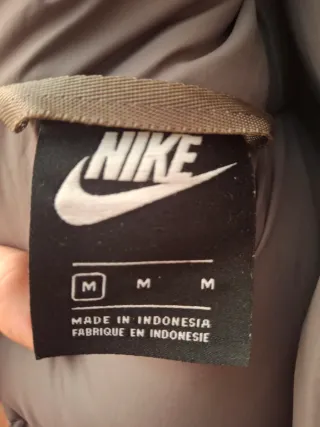 NIKE
M M M
MADE IN INDONESIA
FABRIQUE EN INDONESIE